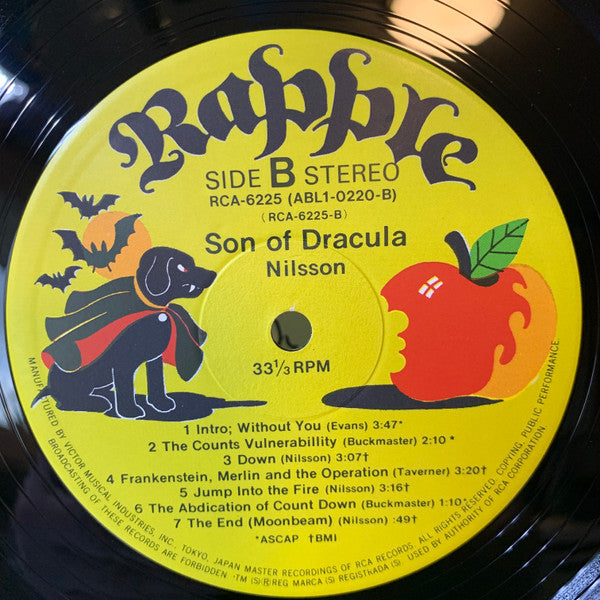 Rapple
SIDE B STEREO
RCA-6225 (ABL1-0220-B)
(RCA-6225-B)
Son of Dracula
Nilsson
33 1/3 RPM
1 Intro; Without You (Evans) 3:47*
2 The Counts Vulnerabillity (Buckmaster) 2:10 *
3 Down (Nilsson) 3:07†
4 Frankenstein, Merlin and the Operation (Taverner) 3:20†
5 Jump Into the Fire (Nilsson) 3:16†
6 The Abdication of Count Down (Buckmaster) 1:10*
7 The End (Moonbeam) (Nilsson) :49†
*ASCAP †BMI
MANUFACTURED BY VICTOR MUSICAL INDUSTRIES, INC., TOKYO, JAPAN MASTER RECORDINGS OF RCA RECORDS. ALL RIGHTS RESERVED, COPYING, PUBLIC PERFORMANCE,
BROADCASTING OF THESE RECORDS ARE FORBIDDEN. ·TM(S)®REG MARCA(S) REGISTRADA(S). USED BY AUTHORITY OF RCA CORPORATION.